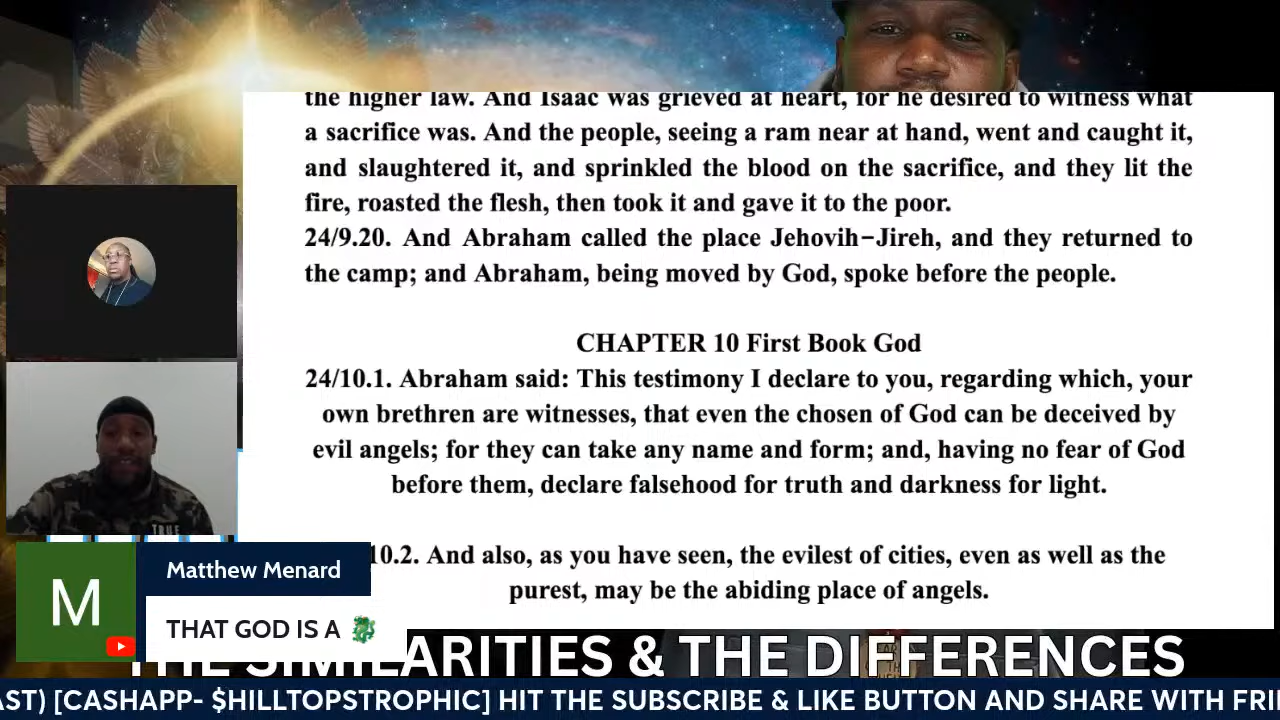 the higher law. And Isaac was grieved at heart, for he desired to witness what
a sacrifice was. And the people, seeing a ram near at hand, went and caught it,
and slaughtered it, and sprinkled the blood on the sacrifice, and they lit the
fire, roasted the flesh, then took it and gave it to the poor.
24/9.20. And Abraham called the place Jehovih-Jireh, and they returned to
the camp; and Abraham, being moved by God, spoke before the people.
CHAPTER 10 First Book God
24/10.1. Abraham said: This testimony I declare to you, regarding which, your
own brethren are witnesses, that even the chosen of God can be deceived by
evil angels; for they can take any name and form; and, having no fear of God
before them, declare falsehood for truth and darkness for light.
10.2. And also, as you have seen, the evilest of cities, even as well as the
purest, may be the abiding place of angels.
TRUE
M
Matthew Menard
THAT GOD IS A 🐉
THE SIMILARITIES & THE DIFFERENCES
AST) [CASHAPP- $HILLTOPSTROPHIC] HIT THE SUBSCRIBE & LIKE BUTTON AND SHARE WITH FRI